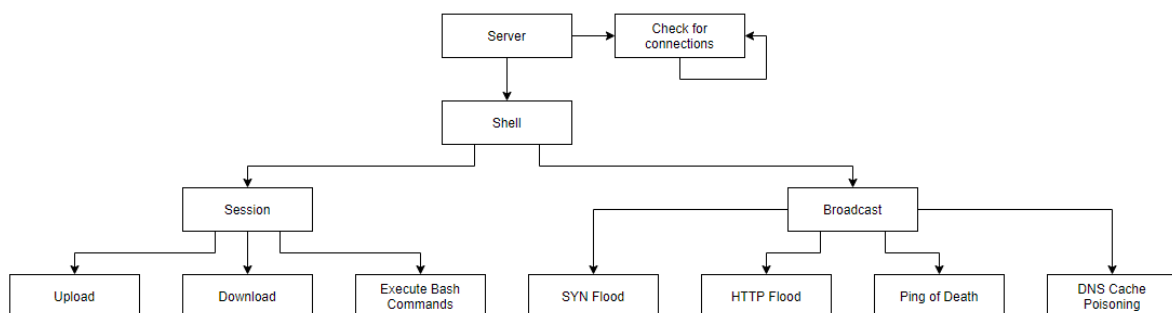 Server
Check for
connections
Shell
Session
Broadcast
Upload
Download
Execute Bash
Commands
SYN Flood
HTTP Flood
Ping of Death
DNS Cache
Poisoning